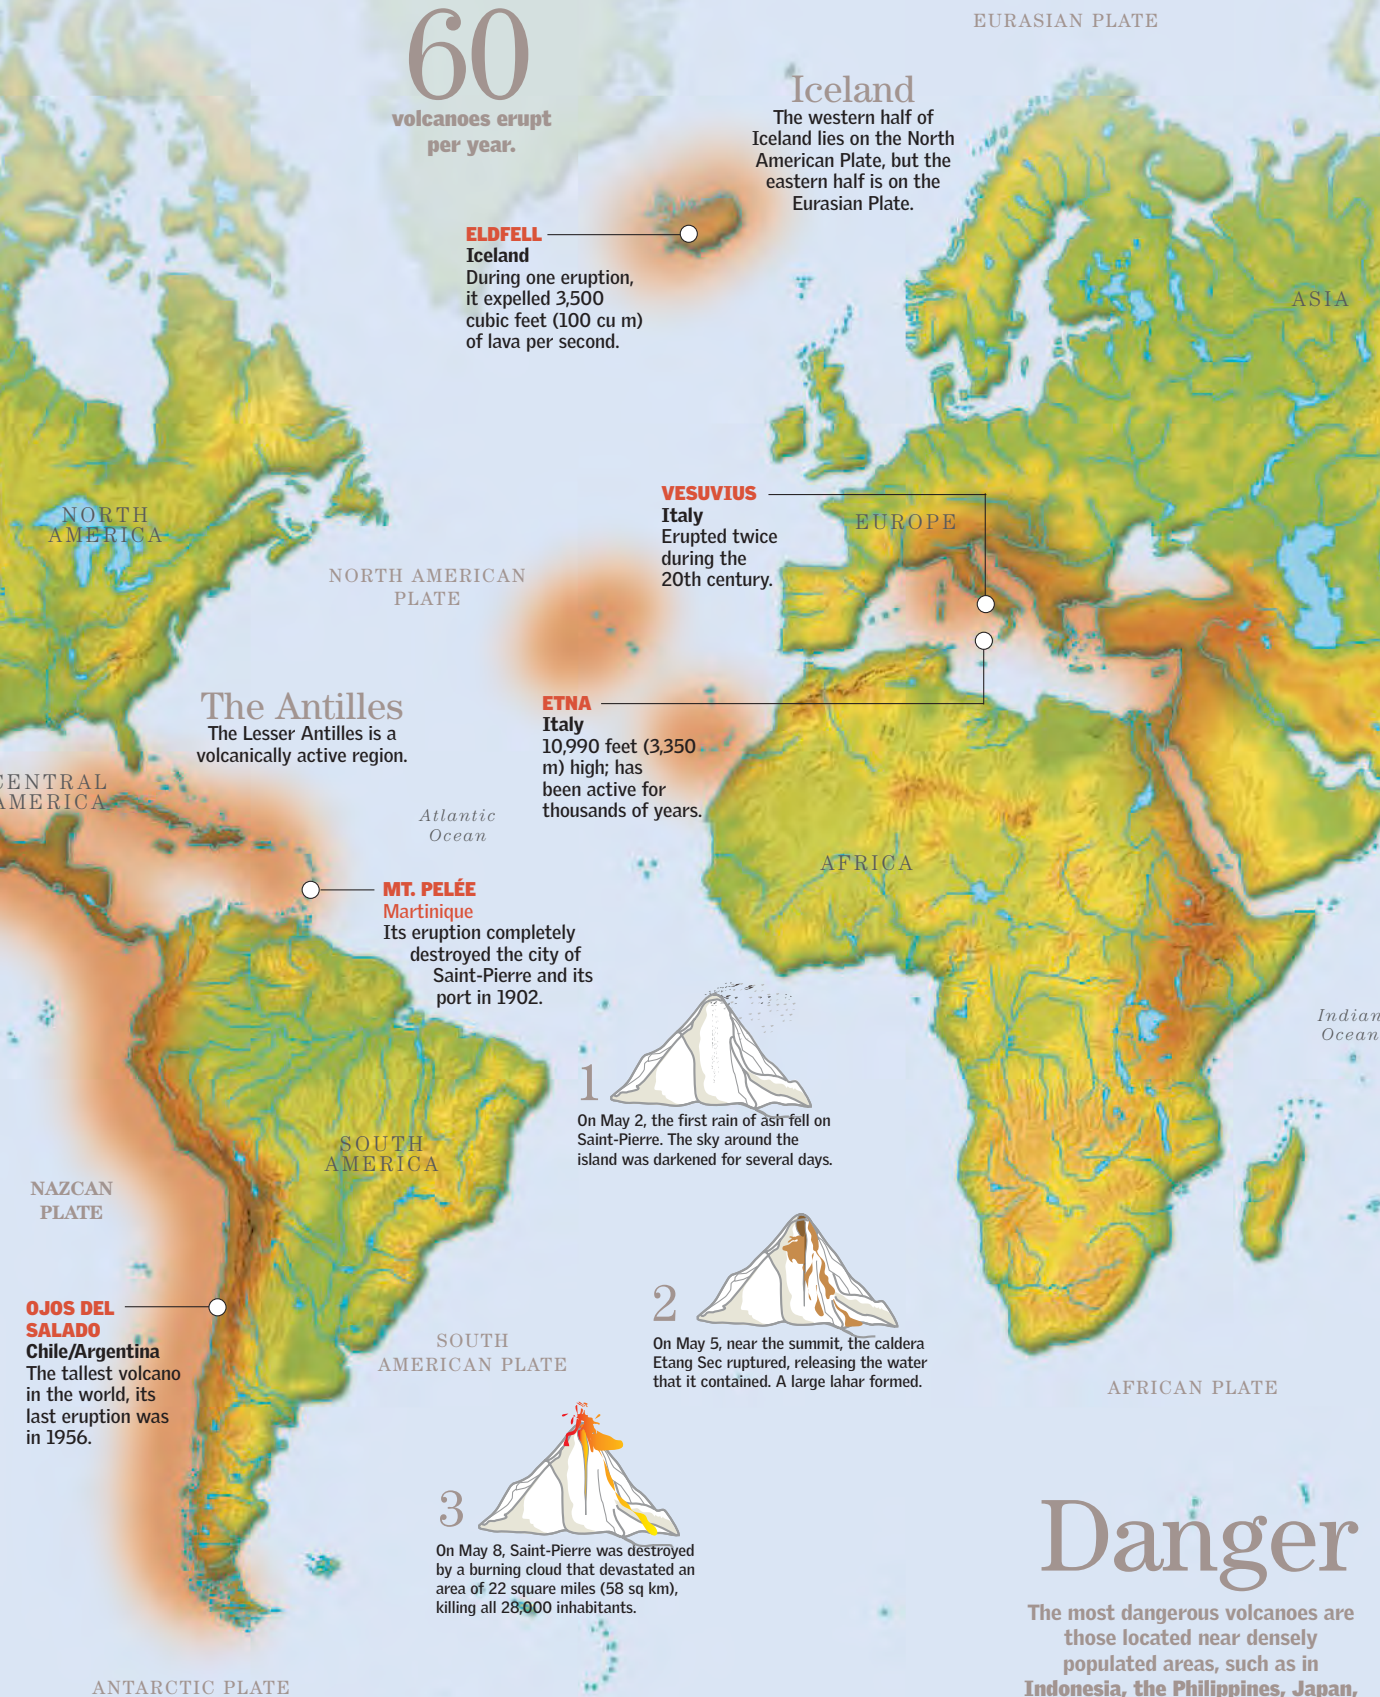 EURASIAN PLATE
60
volcanoes erupt
per year.
Iceland
The western half of
Iceland lies on the North
American Plate, but the
eastern half is on the
Eurasian Plate.
ELDFELL
Iceland
During one eruption,
it expelled 3,500
cubic feet (100 cu m)
of lava per second.
ASIA
VESUVIUS
Italy
Erupted twice
during the
20th century.
EUROPE
NORTH
AMERICA
NORTH AMERICAN
PLATE
The Antilles
The Lesser Antilles is a
volcanically active region.
ETNA
Italy
10,990 feet (3,350
m) high; has
been active for
thousands of years.
CENTRAL
AMERICA
Atlantic
Ocean
AFRICA
MT. PELÉE
Martinique
Its eruption completely
destroyed the city of
Saint-Pierre and its
port in 1902.
Indian
Ocean
1
On May 2, the first rain of ash fell on
Saint-Pierre. The sky around the
island was darkened for several days.
SOUTH
AMERICA
NAZCAN
PLATE
2
On May 5, near the summit, the caldera
Etang Sec ruptured, releasing the water
that it contained. A large lahar formed.
OJOS DEL
SALADO
Chile/Argentina
The tallest volcano
in the world, its
last eruption was
in 1956.
SOUTH
AMERICAN PLATE
AFRICAN PLATE
3
On May 8, Saint-Pierre was destroyed
by a burning cloud that devastated an
area of 22 square miles (58 sq km),
killing all 28,000 inhabitants.
Danger
The most dangerous volcanoes are
those located near densely
populated areas, such as in
Indonesia, the Philippines, Japan,
ANTARCTIC PLATE